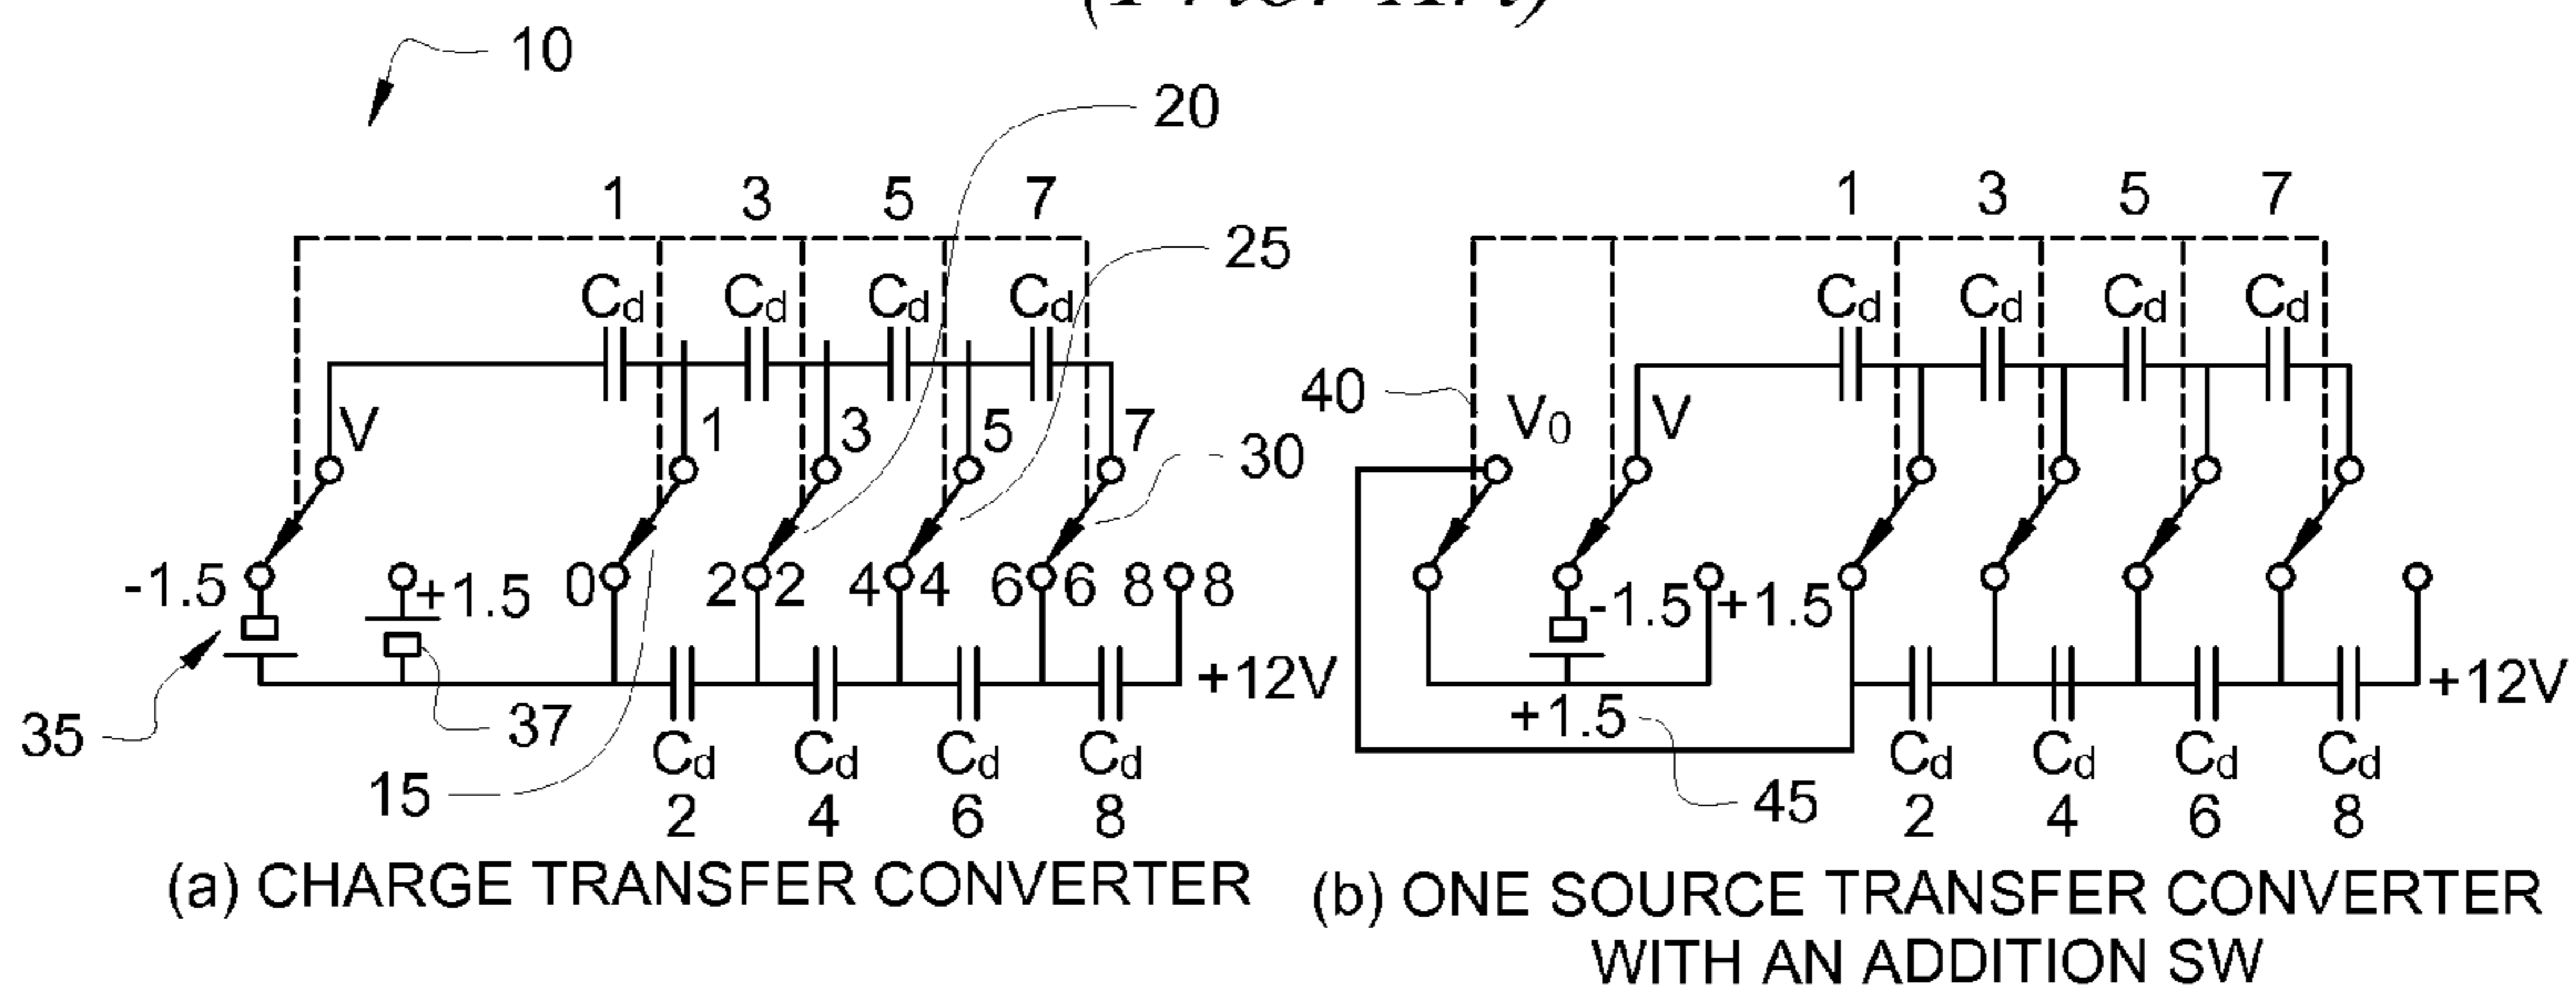 (Prior Art)
10
20
1 3 5 7
1 3 5 7
25
Cd Cd Cd Cd
Cd Cd Cd Cd
40
V 1 3 5 7
V0 V
30
-1.5 +1.5 0 2 2 4 4 6 6 8 8
-1.5 +1.5
35
37
+12V
+1.5
+12V
15
45
Cd Cd Cd Cd
Cd Cd Cd Cd
2 4 6 8
2 4 6 8
(a) CHARGE TRANSFER CONVERTER
(b) ONE SOURCE TRANSFER CONVERTER
WITH AN ADDITION SW